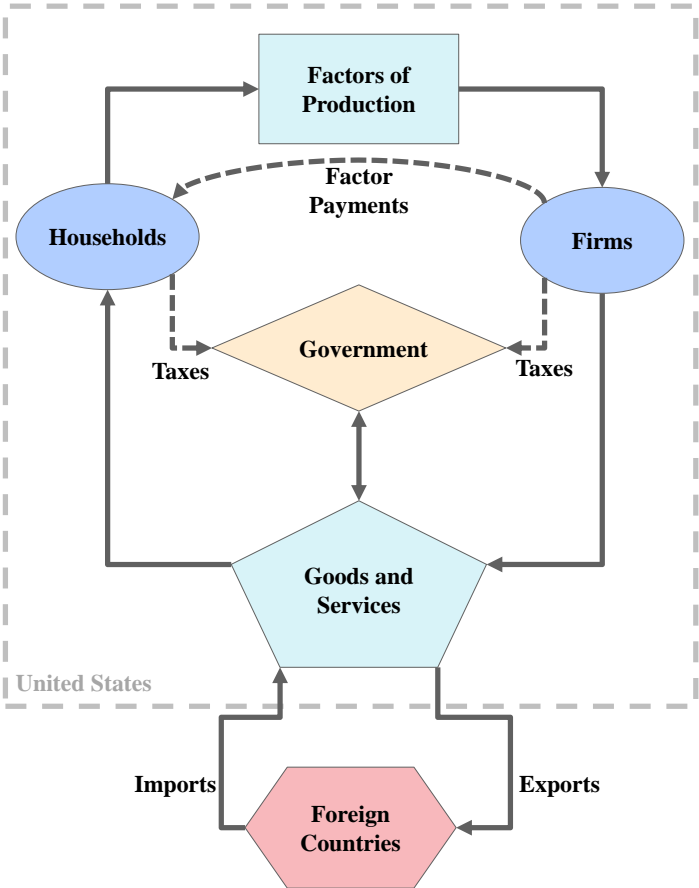 Factors of
Production
Factor
Payments
Households
Firms
Government
Taxes
Taxes
Goods and
Services
United States
Imports
Exports
Foreign
Countries